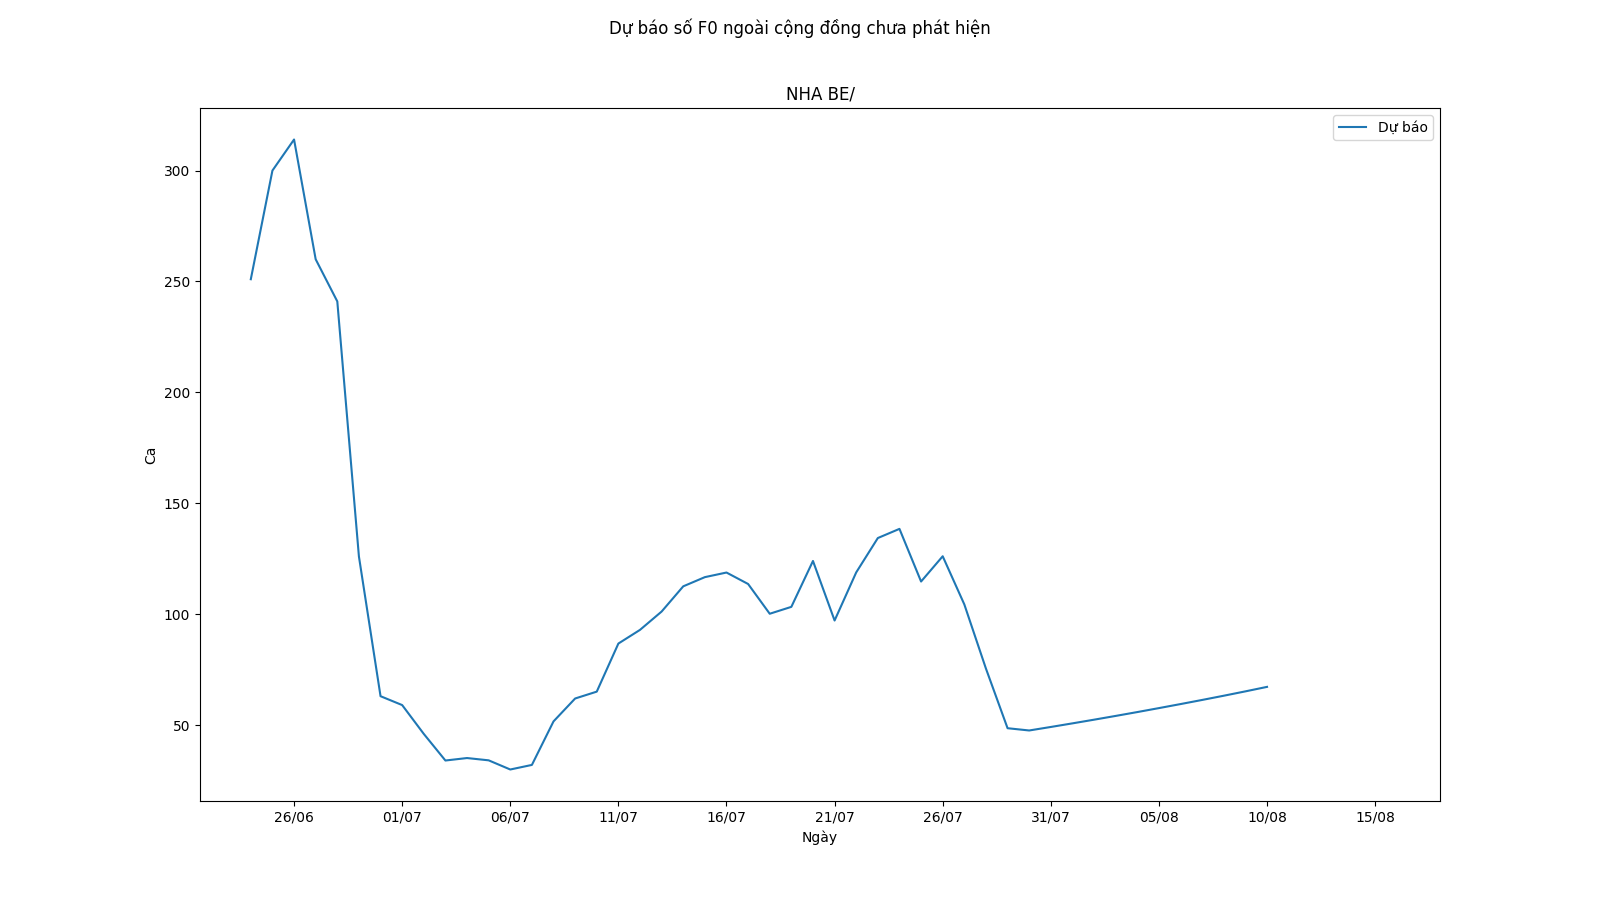 Dự báo số F0 ngoài cộng đồng chưa phát hiện
NHA BE/
Dự báo
300
250
200
150
100
50
Ca
26/06 01/07 06/07 11/07 16/07 21/07 26/07 31/07 05/08 10/08 15/08
Ngày